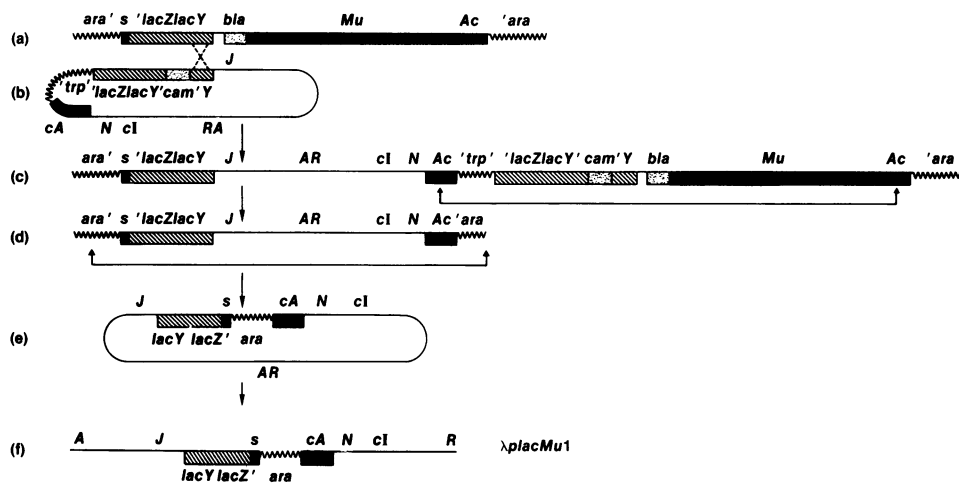 ara' s 'lacZlacY bla Mu Ac 'ara
(a)
J
(b)
'trp' 'lacZlacY' cam' Y
cA N cI RA
ara' s 'lacZlacY J AR cI N Ac 'trp' 'lacZlacY' cam' Y bla Mu Ac 'ara
(c)
ara' s 'lacZlacY J AR cI N Ac 'ara
(d)
J s cA N cI
lacY lacZ' ara
(e)
AR
A J s cA N cI R
(f) λplacMu1
lacY lacZ' ara